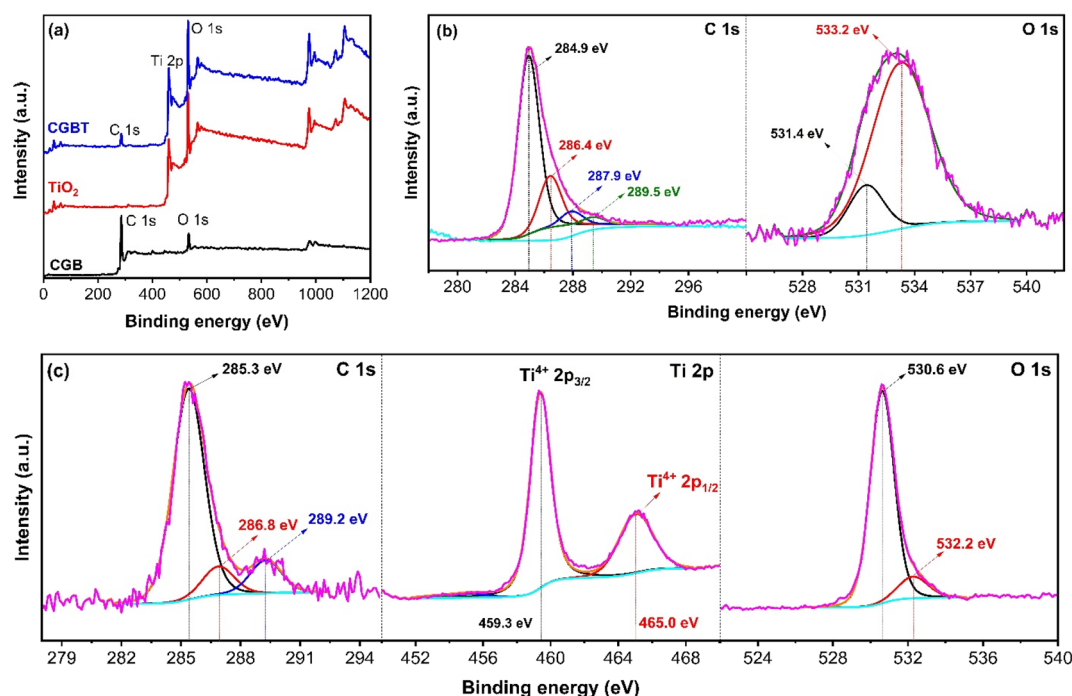 (a)
O 1s
Ti 2p
C 1s
CGBT
TiO₂
C 1s
O 1s
CGB
Intensity (a.u.)
0 200 400 600 800 1000 1200
Binding energy (eV)
(b)
C 1s
O 1s
284.9 eV
533.2 eV
286.4 eV
531.4 eV
287.9 eV
289.5 eV
Intensity (a.u.)
280 284 288 292 296 528 531 534 537 540
Binding energy (eV)
(c)
C 1s
Ti 2p
O 1s
285.3 eV
Ti⁴⁺ 2p₃/₂
530.6 eV
Ti⁴⁺ 2p₁/₂
286.8 eV
289.2 eV
532.2 eV
459.3 eV
465.0 eV
Intensity (a.u.)
279 282 285 288 291 294 452 456 460 464 468 524 528 532 536 540
Binding energy (eV)